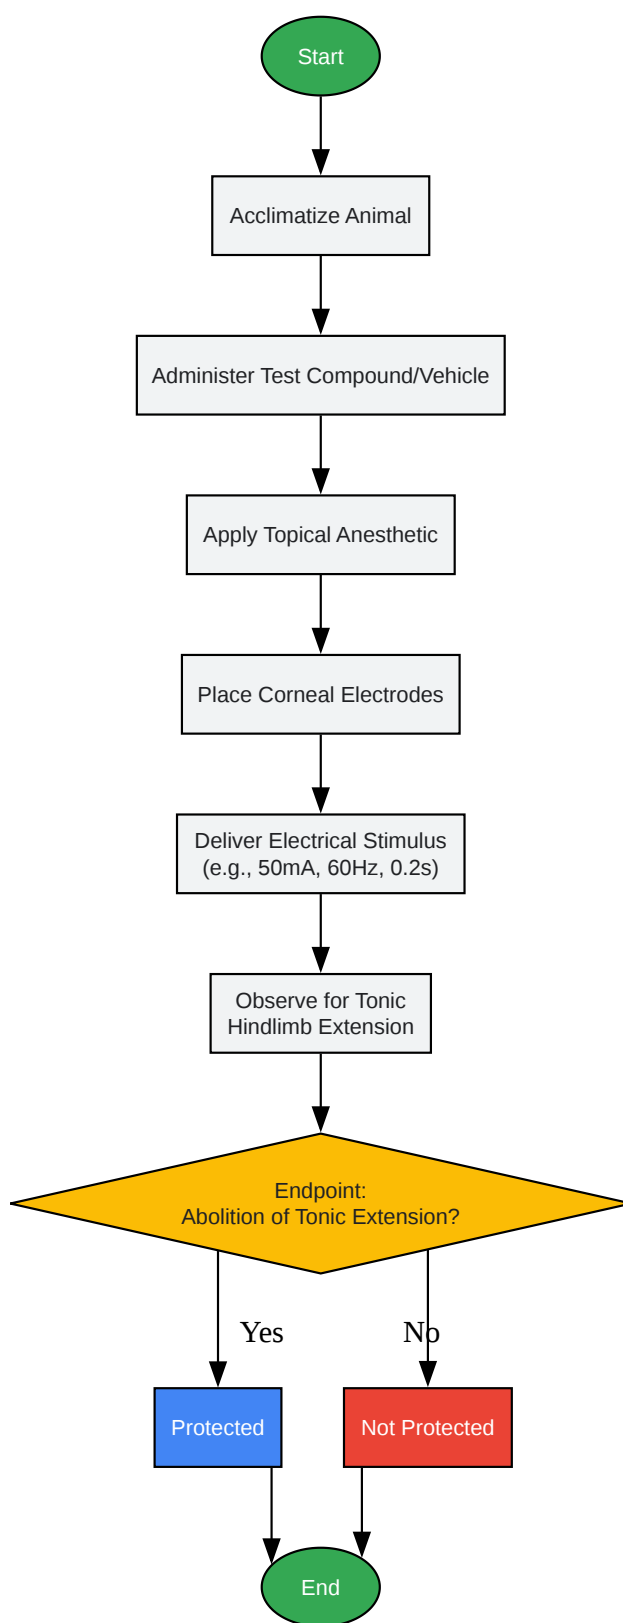 Start
Acclimatize Animal
Administer Test Compound/Vehicle
Apply Topical Anesthetic
Place Corneal Electrodes
Deliver Electrical Stimulus
(e.g., 50mA, 60Hz, 0.2s)
Observe for Tonic
Hindlimb Extension
Endpoint:
Abolition of Tonic Extension?
Yes
No
Protected
Not Protected
End